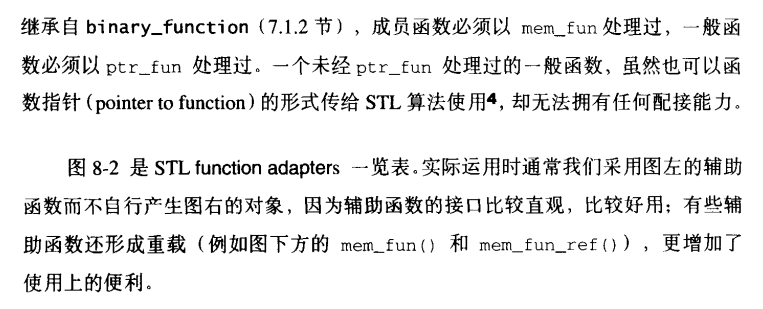 继承自 binary_function（7.1.2 节），成员函数必须以 mem_fun 处理过，一般函
数必须以 ptr_fun 处理过。一个未经 ptr_fun 处理过的一般函数，虽然也可以函
数指针（pointer to function）的形式传给 STL 算法使用4，却无法拥有任何配接能力。
图 8-2 是 STL function adapters 一览表。实际运用时通常我们采用图左的辅助
函数而不自行产生图右的对象，因为辅助函数的接口比较直观，比较好用；有些辅
助函数还形成重载（例如图下方的 mem_fun() 和 mem_fun_ref()），更增加了
使用上的便利。